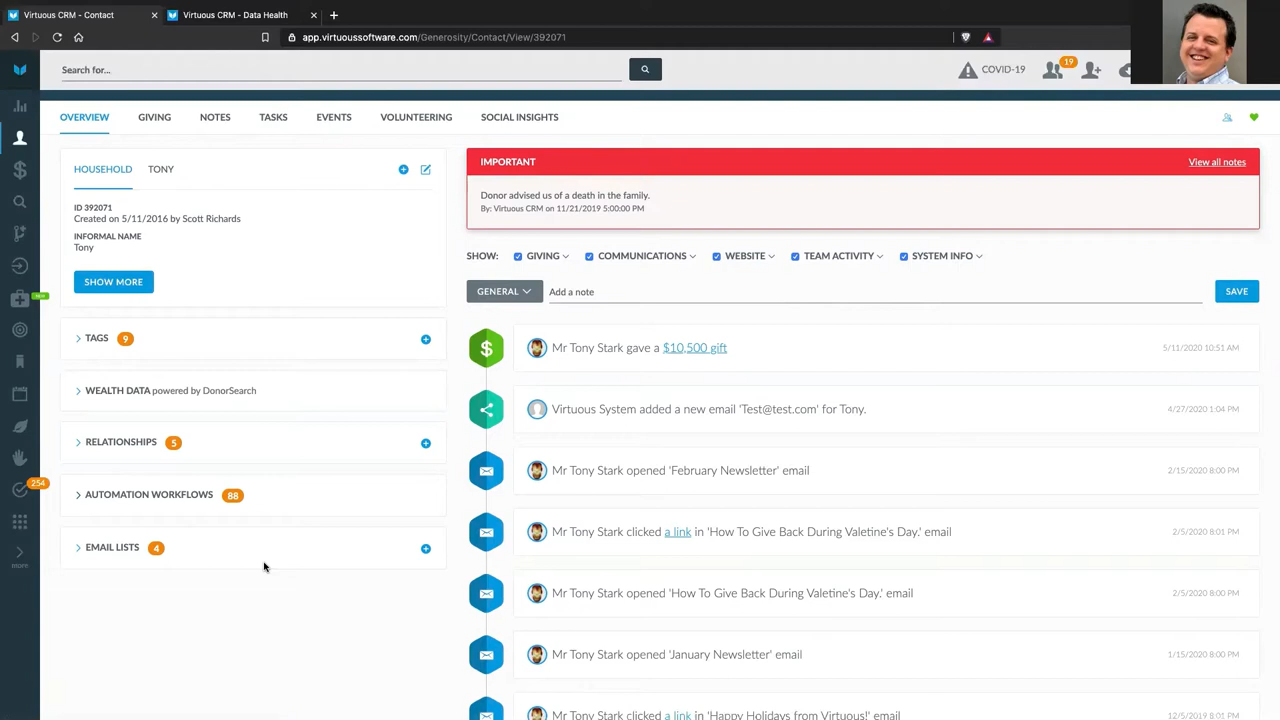 Virtuous CRM - Contact
Virtuous CRM - Data Health
app.virtuoussoftware.com/Generosity/Contact/View/392071
Search for...
COVID-19
19
OVERVIEW
GIVING
NOTES
TASKS
EVENTS
VOLUNTEERING
SOCIAL INSIGHTS
HOUSEHOLD
TONY
ID 392071
Created on 5/11/2016 by Scott Richards
INFORMAL NAME
Tony
SHOW MORE
TAGS 9
WEALTH DATA powered by DonorSearch
RELATIONSHIPS 5
AUTOMATION WORKFLOWS 88
EMAIL LISTS 4
254
more
IMPORTANT
View all notes
Donor advised us of a death in the family.
By: Virtuous CRM on 11/21/2019 5:00:00 PM
SHOW: GIVING COMMUNICATIONS WEBSITE TEAM ACTIVITY SYSTEM INFO
GENERAL Add a note SAVE
Mr Tony Stark gave a $10,500 gift 5/11/2020 10:51 AM
Virtuous System added a new email 'Test@test.com' for Tony. 4/27/2020 1:04 PM
Mr Tony Stark opened 'February Newsletter' email 2/15/2020 8:00 PM
Mr Tony Stark clicked a link in 'How To Give Back During Valetine's Day.' email 2/5/2020 8:01 PM
Mr Tony Stark opened 'How To Give Back During Valetine's Day.' email 2/5/2020 8:00 PM
Mr Tony Stark opened 'January Newsletter' email 1/15/2020 8:00 PM
Mr Tony Stark clicked a link in 'Happy Holidays from Virtuous!' email 12/5/2019 8:01 PM